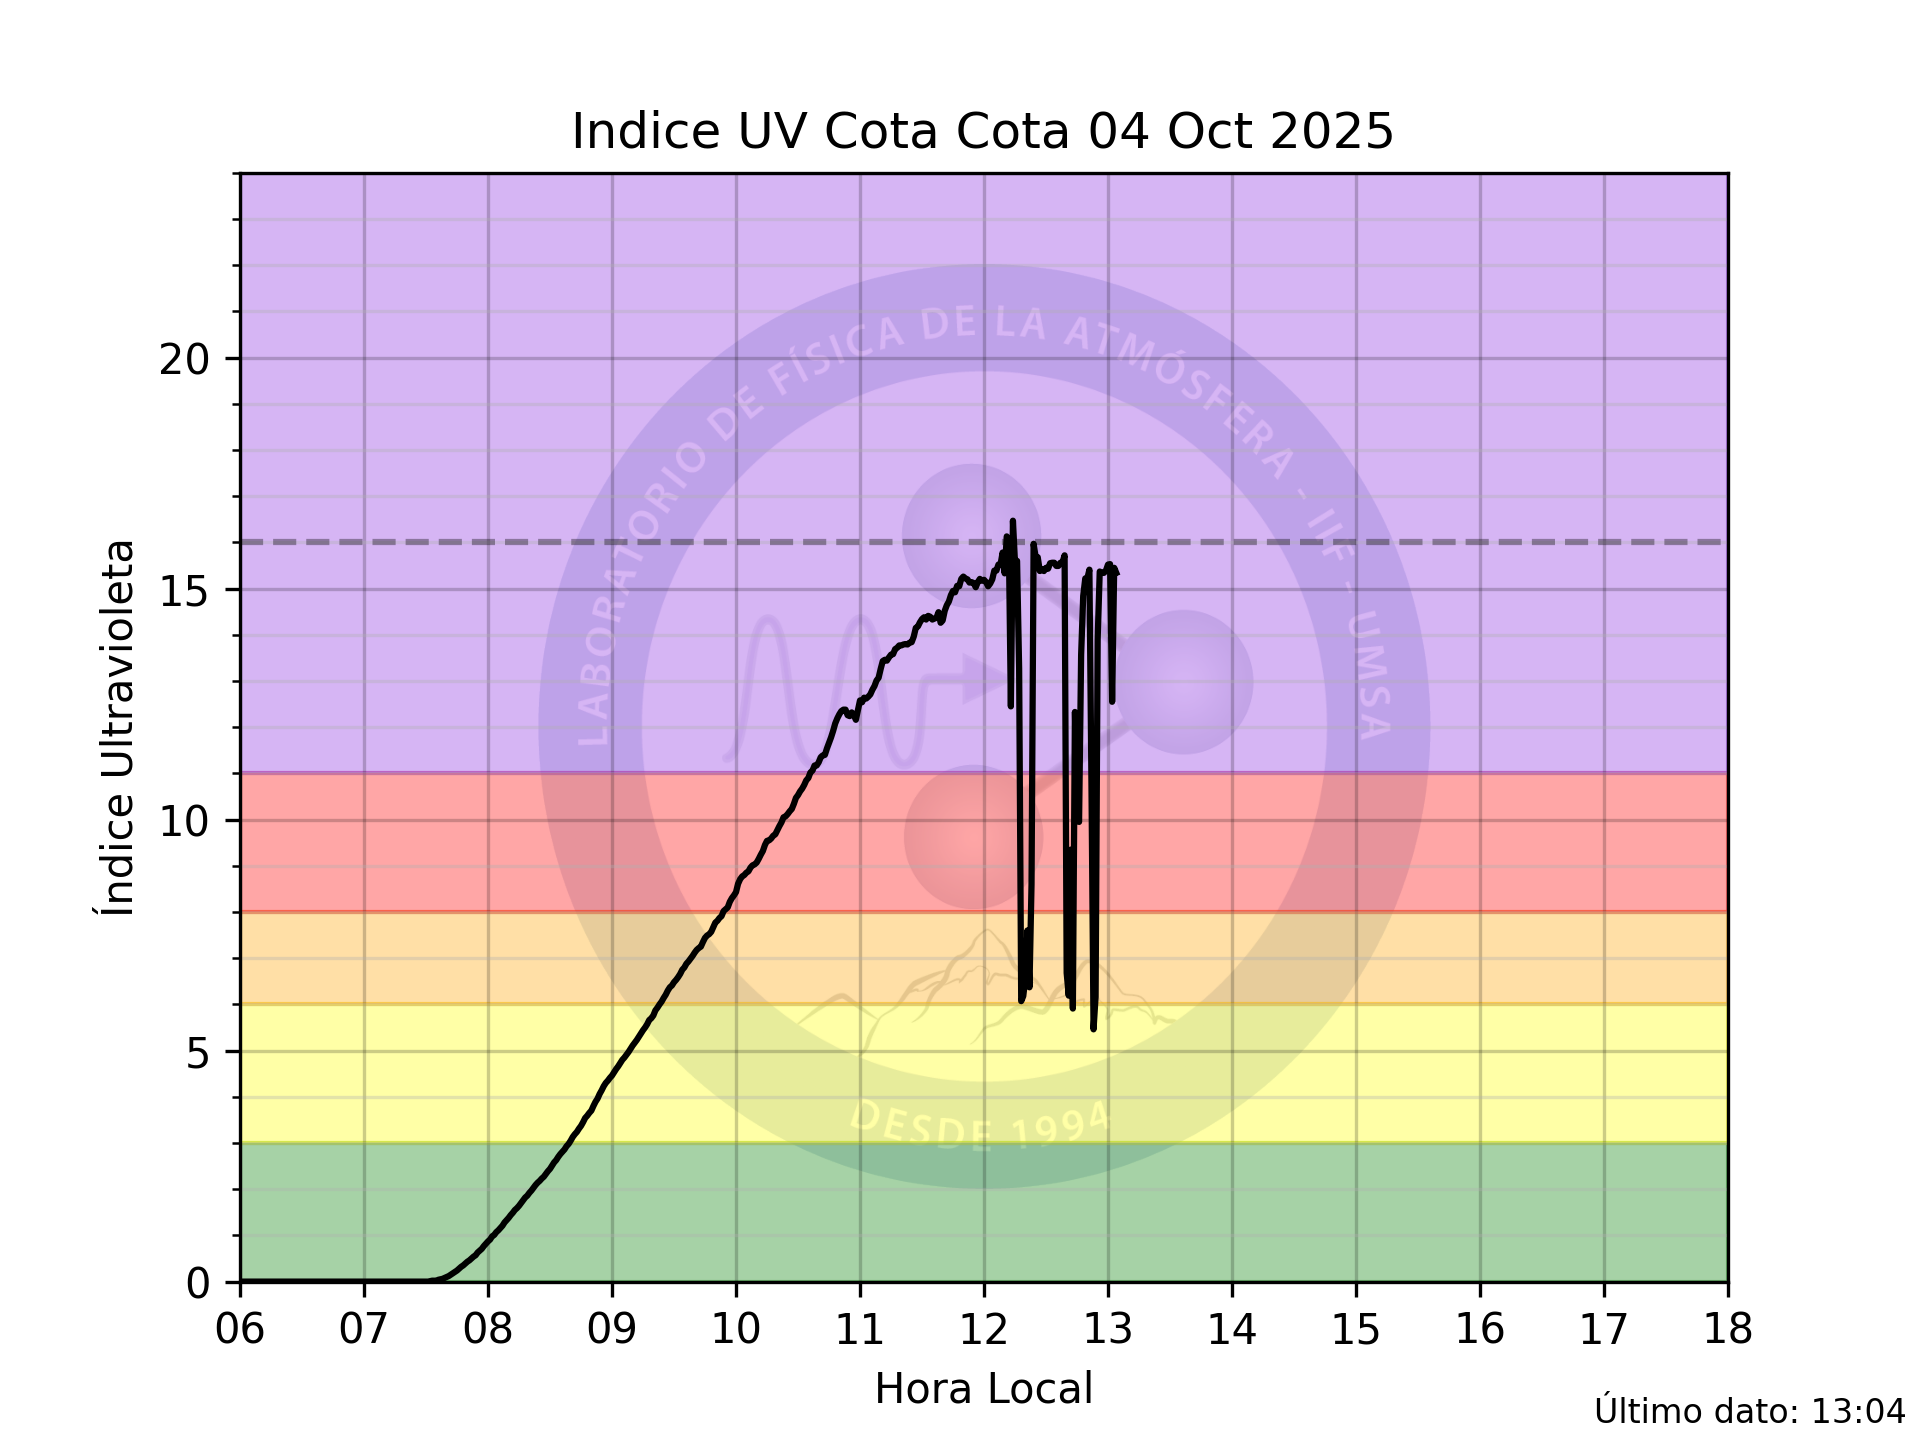 Indice UV Cota Cota 04 Oct 2025
Índice Ultravioleta
20
15
10
5
0
LABORATORIO DE FÍSICA DE LA ATMÓSFERA - IIF - UMSA
DESDE 1994
06 07 08 09 10 11 12 13 14 15 16 17 18
Hora Local
Último dato: 13:04